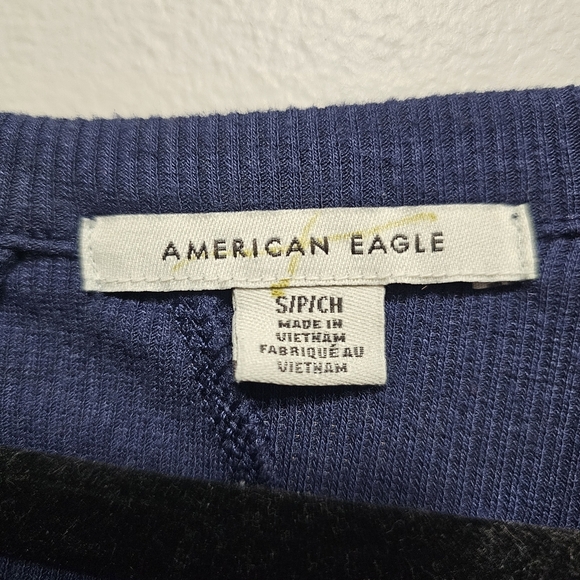 AMERICAN EAGLE
S/P/CH
MADE IN
VIETNAM
FABRIQUÉ AU
VIETNAM